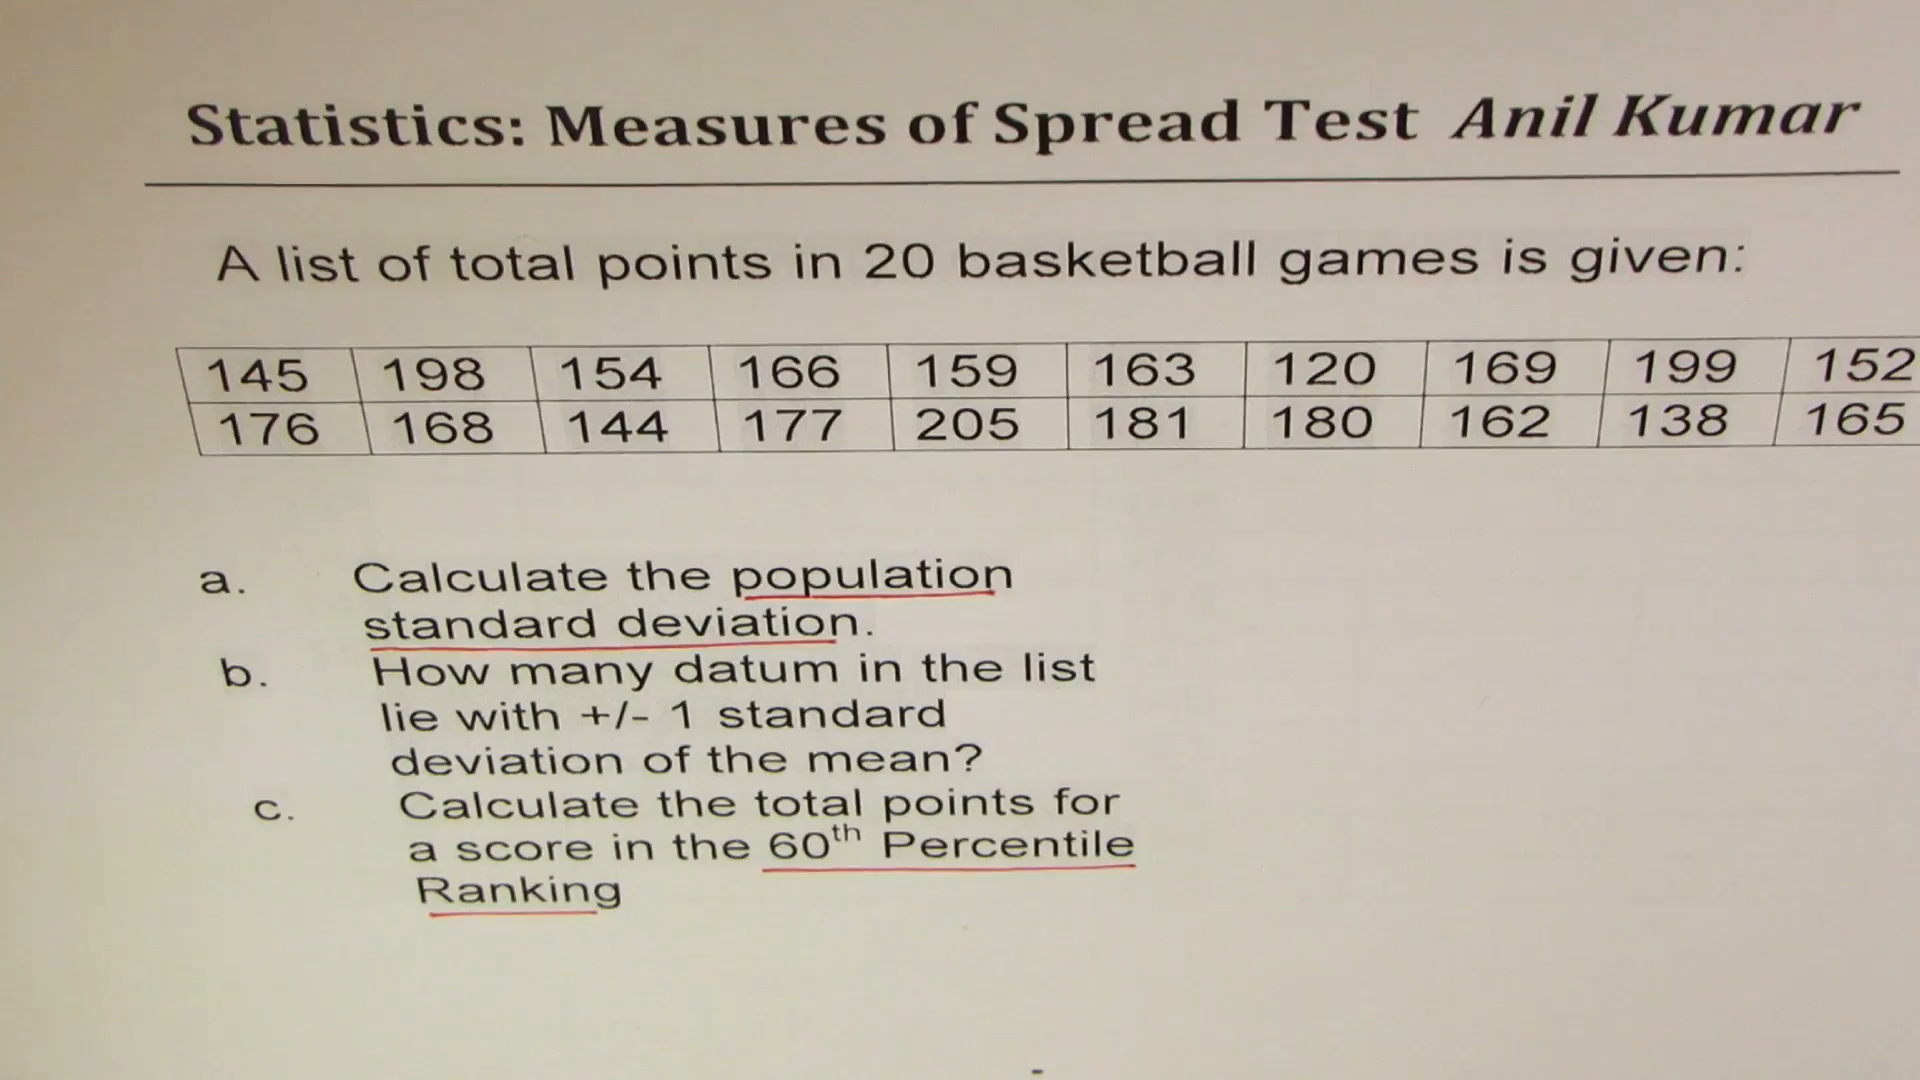 Statistics: Measures of Spread Test Anil Kumar
A list of total points in 20 basketball games is given:
145 198 154 166 159 163 120 169 199 152
176 168 144 177 205 181 180 162 138 165
a. Calculate the population
standard deviation.
b. How many datum in the list
lie with +/- 1 standard
deviation of the mean?
c. Calculate the total points for
a score in the 60th Percentile
Ranking